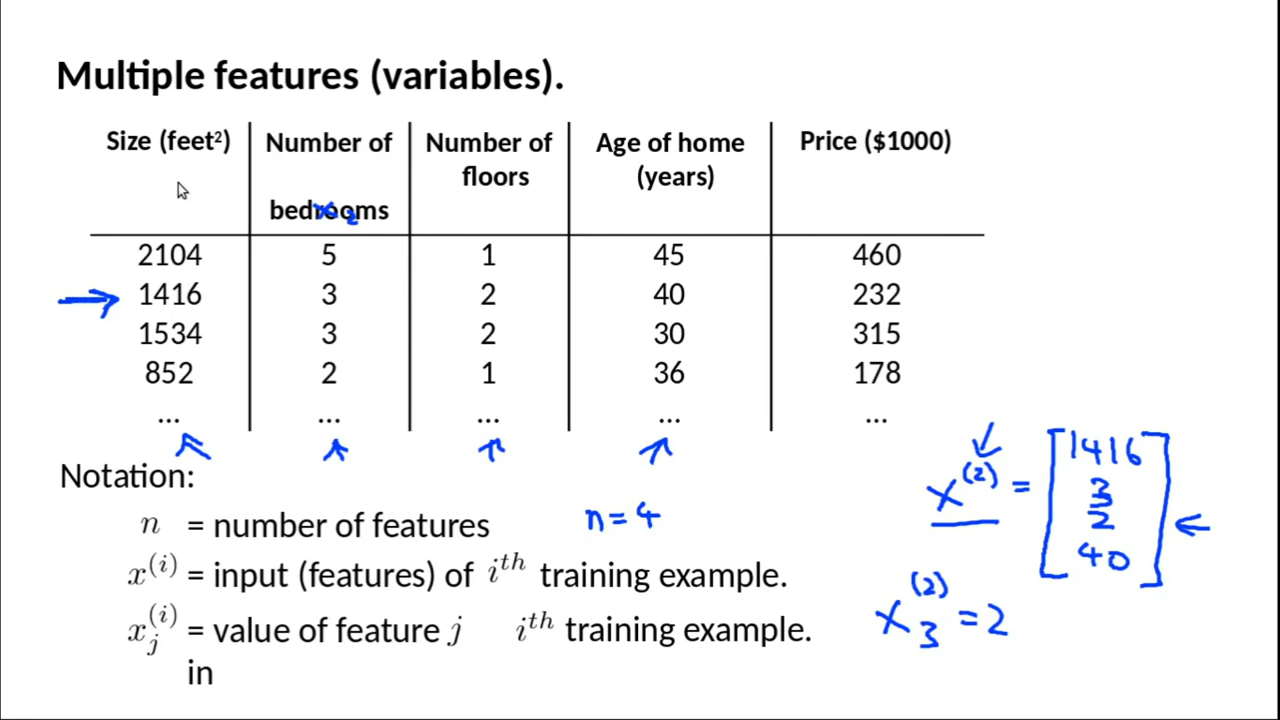 Multiple features (variables).
Size (feet²) Number of bedrooms Number of floors Age of home (years) Price ($1000)
x₂
2104 5 1 45 460
1416 3 2 40 232
1534 3 2 30 315
852 2 1 36 178
... ... ... ... ...
Notation:
n = number of features n = 4
x^(i) = input (features) of i^th training example.
x_j^(i) = value of feature j i^th training example.
in
x^(2) = [1416
3
2
40]
x_3^(2) = 2